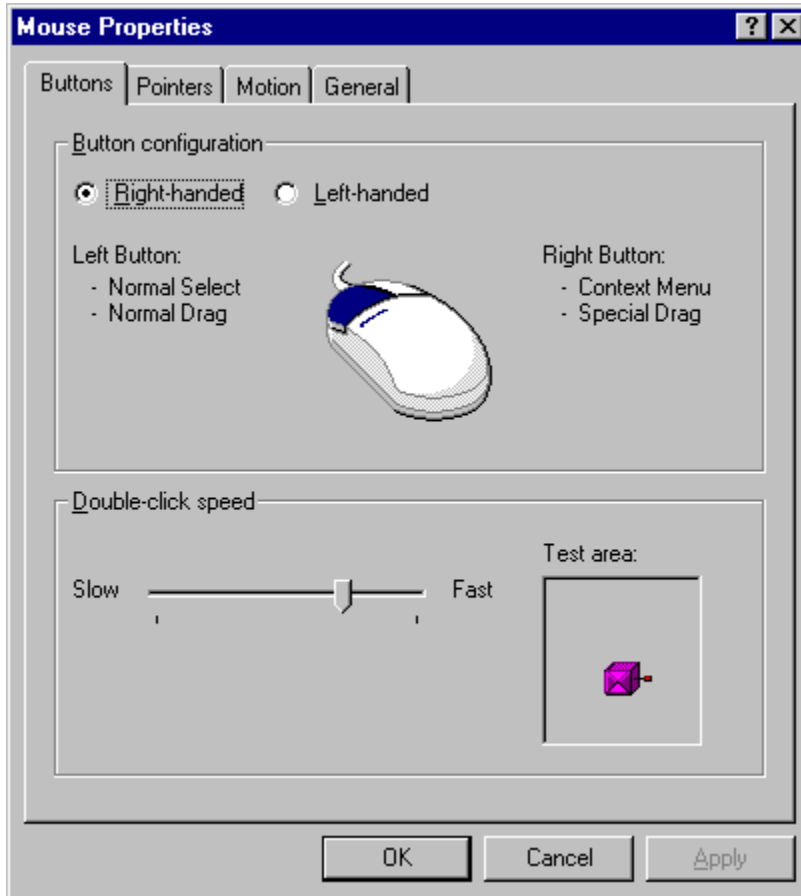 Mouse Properties
Buttons Pointers Motion General
Button configuration
Right-handed Left-handed
Left Button:
- Normal Select
- Normal Drag
Right Button:
- Context Menu
- Special Drag
Double-click speed
Slow Fast
Test area:
OK Cancel Apply